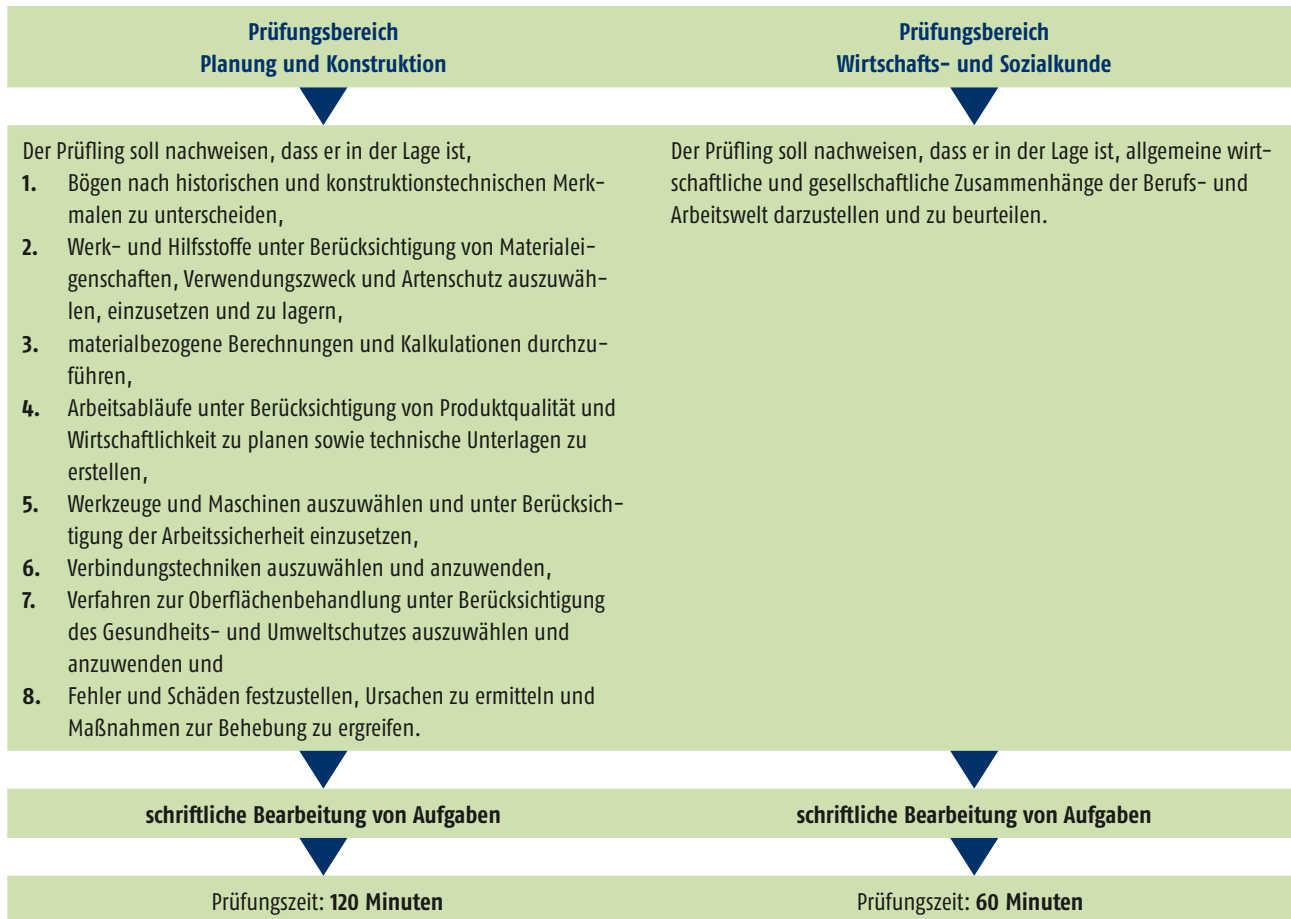 Prüfungsbereich
Planung und Konstruktion
Prüfungsbereich
Wirtschafts- und Sozialkunde
Der Prüfling soll nachweisen, dass er in der Lage ist,
1. Bögen nach historischen und konstruktionstechnischen Merk-
malen zu unterscheiden,
2. Werk- und Hilfsstoffe unter Berücksichtigung von Materialei-
genschaften, Verwendungszweck und Artenschutz auszuwäh-
len, einzusetzen und zu lagern,
3. materialbezogene Berechnungen und Kalkulationen durchzu-
führen,
4. Arbeitsabläufe unter Berücksichtigung von Produktqualität und
Wirtschaftlichkeit zu planen sowie technische Unterlagen zu
erstellen,
5. Werkzeuge und Maschinen auszuwählen und unter Berücksich-
tigung der Arbeitssicherheit einzusetzen,
6. Verbindungstechniken auszuwählen und anzuwenden,
7. Verfahren zur Oberflächenbehandlung unter Berücksichtigung
des Gesundheits- und Umweltschutzes auszuwählen und
anzuwenden und
8. Fehler und Schäden festzustellen, Ursachen zu ermitteln und
Maßnahmen zur Behebung zu ergreifen.
Der Prüfling soll nachweisen, dass er in der Lage ist, allgemeine wirt-
schaftliche und gesellschaftliche Zusammenhänge der Berufs- und
Arbeitswelt darzustellen und zu beurteilen.
schriftliche Bearbeitung von Aufgaben
schriftliche Bearbeitung von Aufgaben
Prüfungszeit: 120 Minuten
Prüfungszeit: 60 Minuten